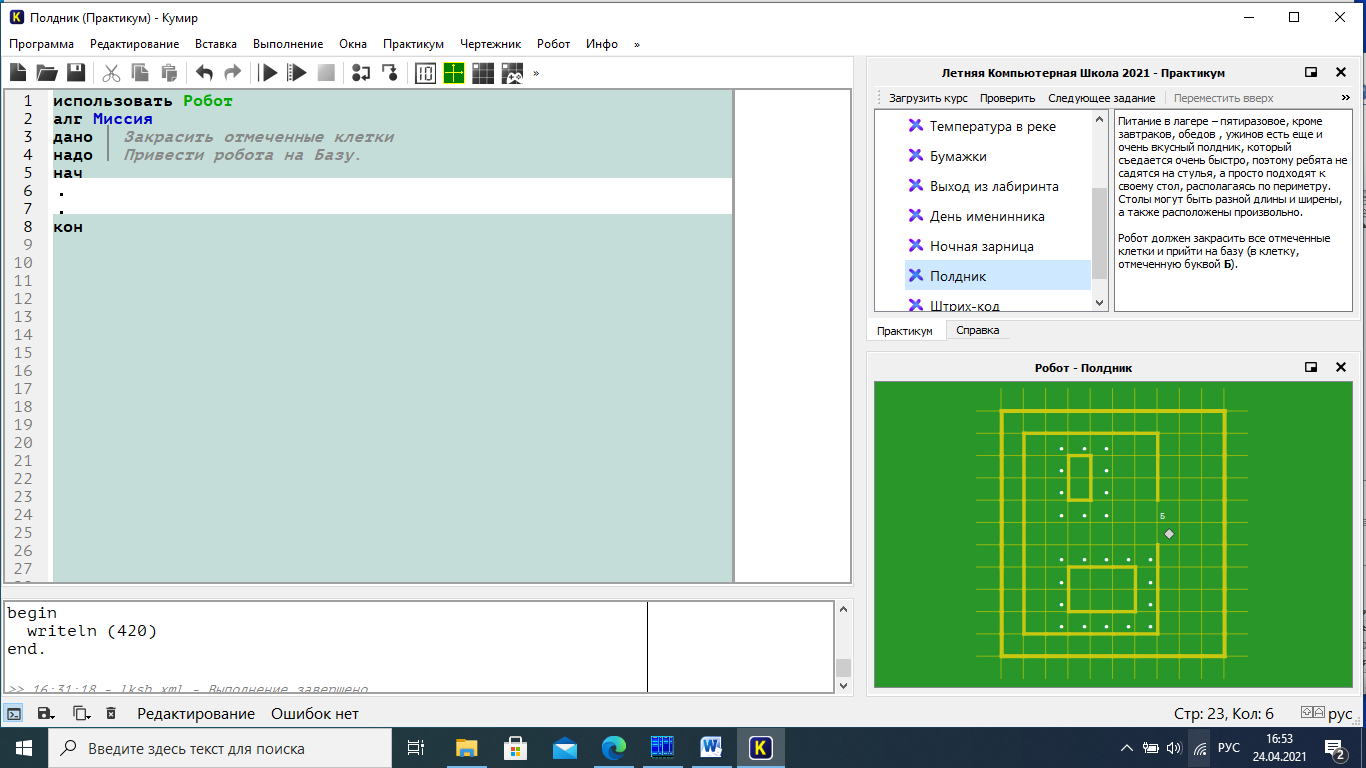 Полдник (Практикум) - Кумир
Программа Редактирование Вставка Выполнение Окна Практикум Чертежник Робот Инфо »
»
1 использовать Робот
2 алг Миссия
3 дано Закрасить отмеченные клетки
4 надо Привести робота на Базу.
5 нач
6 .
7 .
8 кон
9
10
11
12
13
14
15
16
17
18
19
20
21
22
23
24
25
26
27
begin
writeln (420)
end.
>> 16:31:18 - lksh.xml - Выполнение завершено
Летняя Компьютерная Школа 2021 - Практикум
Загрузить курс Проверить Следующее задание Переместить вверх »
Температура в реке
Бумажки
Выход из лабиринта
День именинника
Ночная зарница
Полдник
Штрих-код
Питание в лагере – пятиразовое, кроме
завтраков, обедов , ужинов есть еще и
очень вкусный полдник, который
съедается очень быстро, поэтому ребята не
садятся на стулья, а просто подходят к
своему стол, располагаясь по периметру.
Столы могут быть разной длины и ширены,
а также расположены произвольно.
Робот должен закрасить все отмеченные
клетки и прийти на базу (в клетку,
отмеченную буквой Б).
Практикум Справка
Робот - Полдник
Б
Редактирование Ошибок нет
Стр: 23, Кол: 6 рус
Введите здесь текст для поиска
РУС
16:53
24.04.2021
2